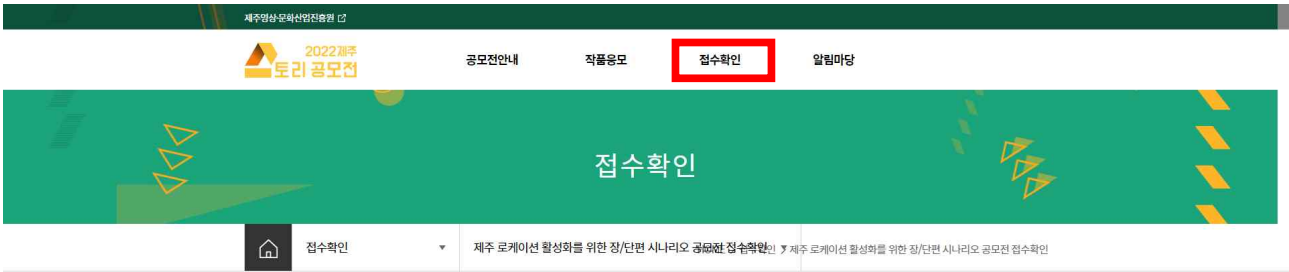 제주영상·문화산업진흥원
2022제주
토리 공모전
공모전안내 작품응모 접수확인 알림마당
접수확인
접수확인 제주 로케이션 활성화를 위한 장/단편 시나리오 공모전 접수확인 제주 로케이션 활성화를 위한 장/단편 시나리오 공모전 접수확인